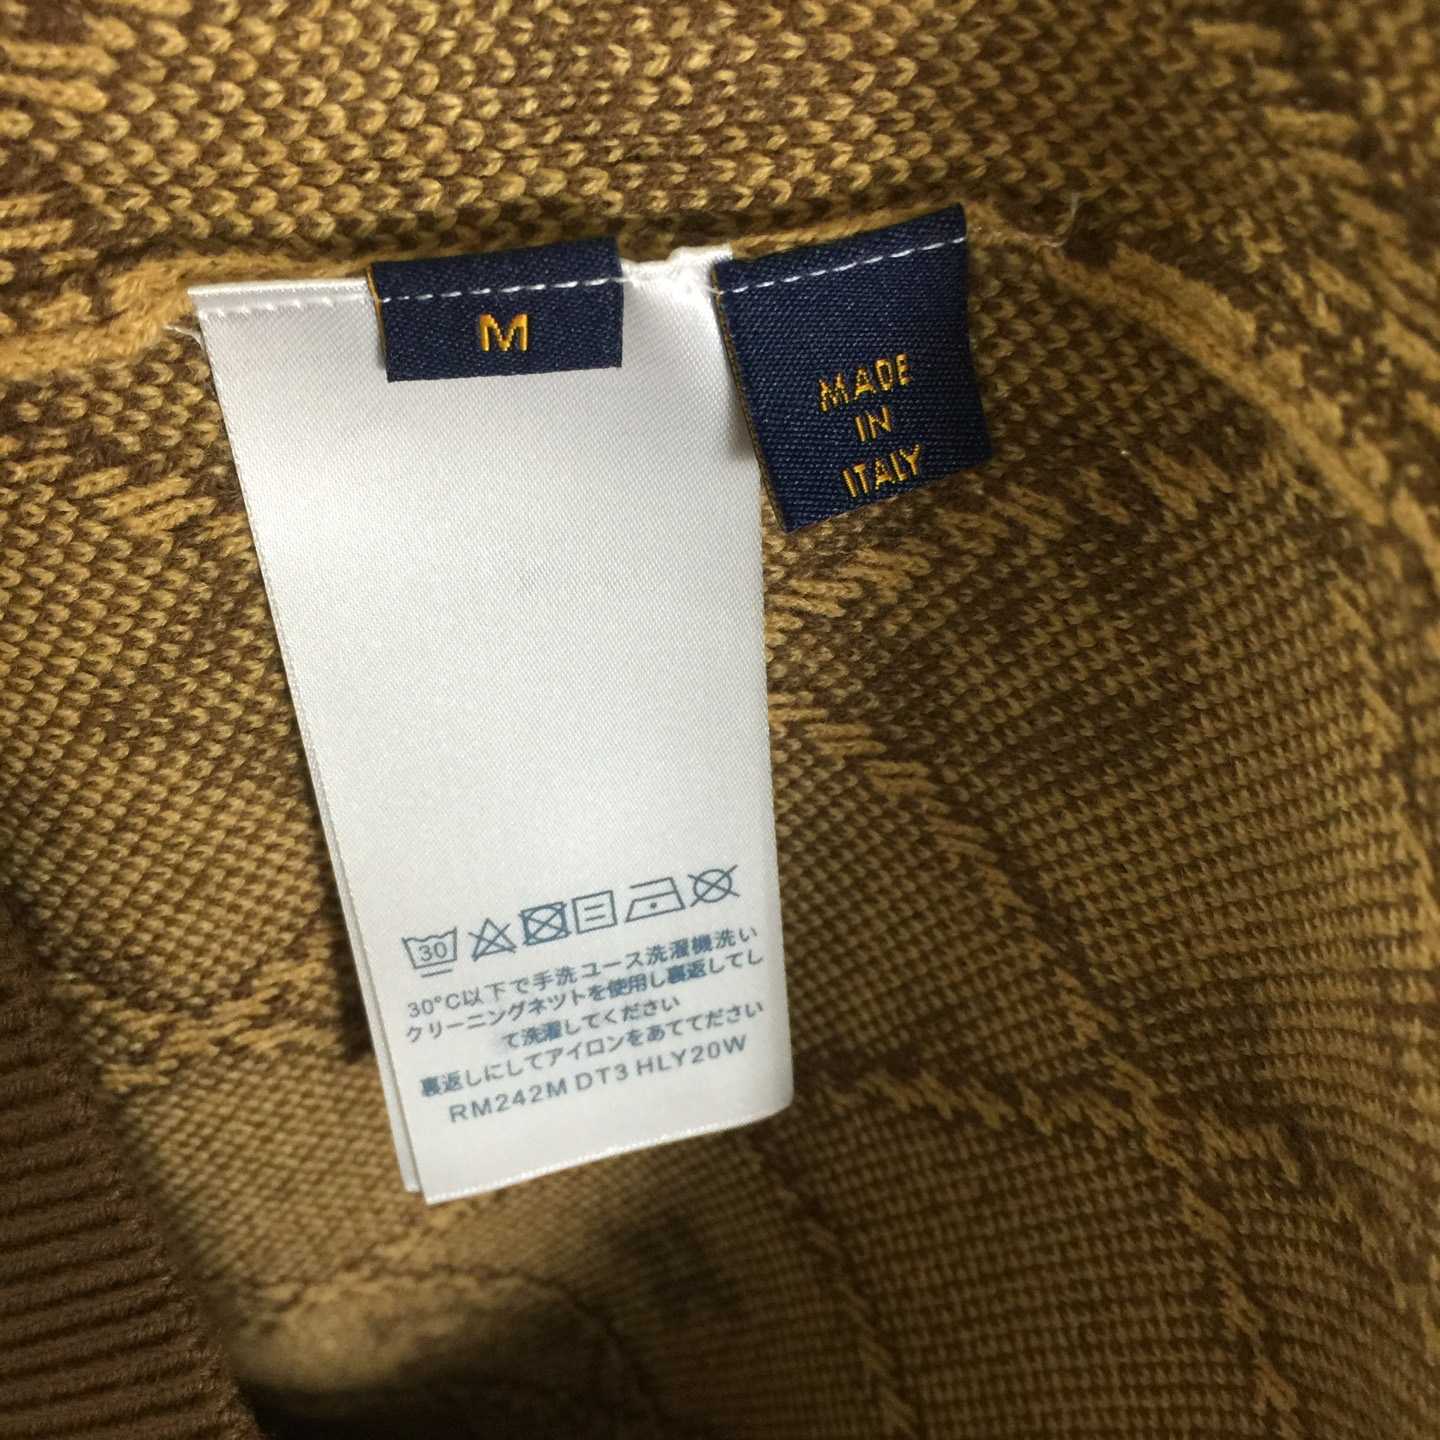 M
MADE
IN
ITALY
30
30°C以下で手洗ユース洗濯機洗い
クリーニングネツトを使用し裏返してし
て洗濯してください
裏返しにしてアイロンをあててださい
RM242M DT3 HLY20W